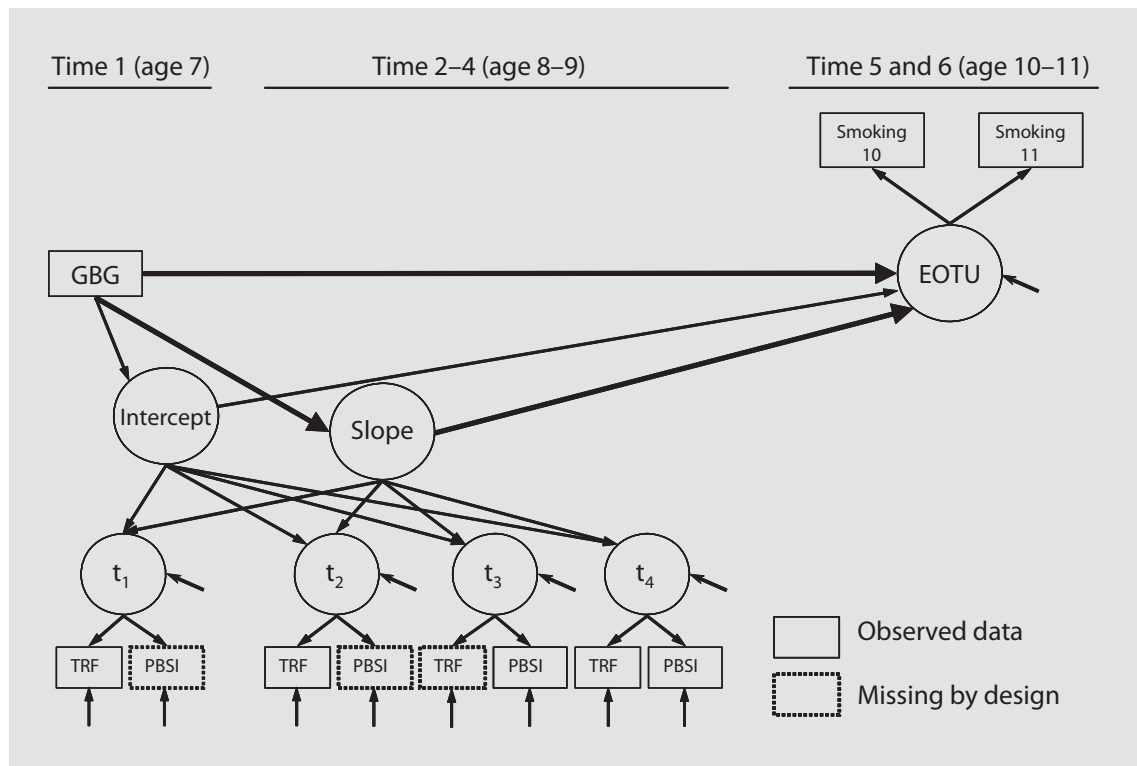 Time 1 (age 7)
Time 2–4 (age 8–9)
Time 5 and 6 (age 10–11)
Smoking
10
Smoking
11
GBG
EOTU
Intercept
Slope
t₁
t₂
t₃
t₄
TRF
PBSI
TRF
PBSI
TRF
PBSI
TRF
PBSI
Observed data
Missing by design